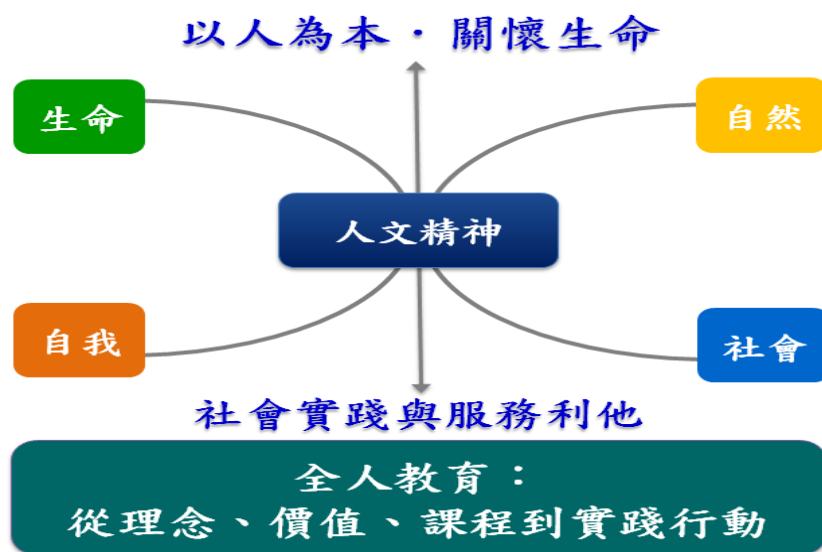 以人為本・關懷生命
生命
自然
人文精神
自我
社會
社會實踐與服務利他
全人教育：
從理念、價值、課程到實踐行動